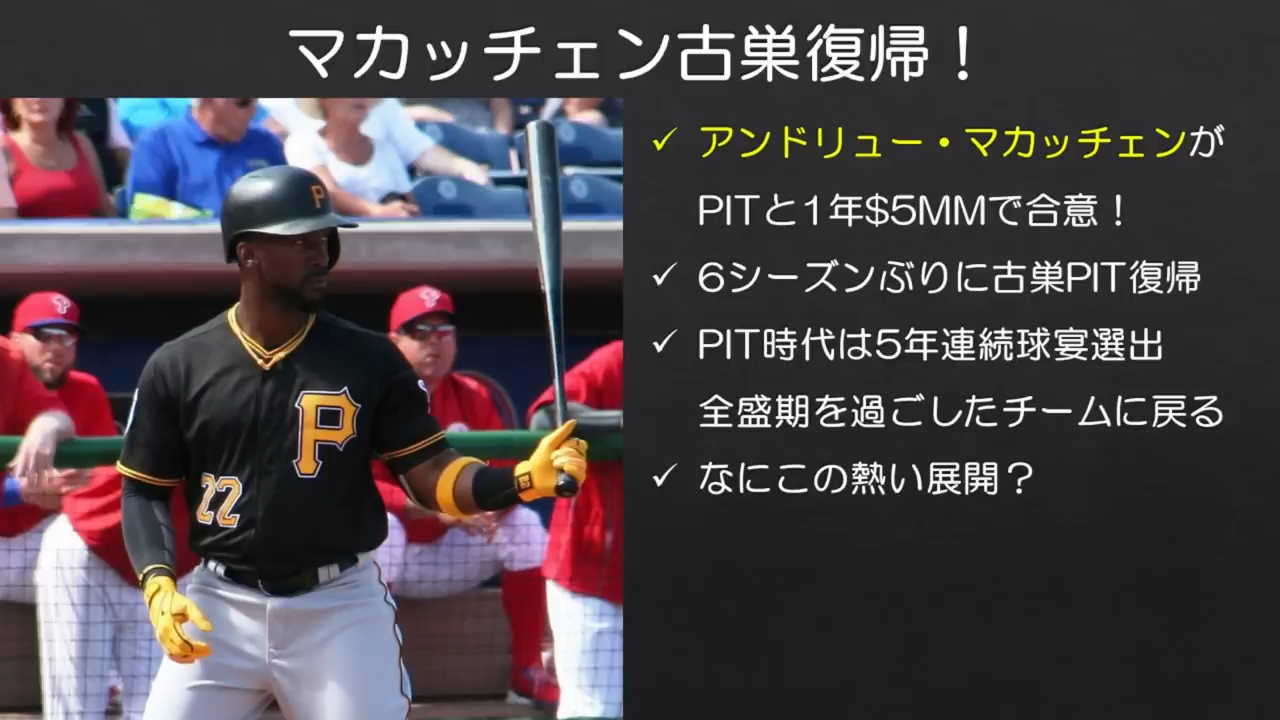 マカッチェン古巣復帰！
✓ アンドリュー・マカッチェンが
PITと1年$5MMで合意！
✓ 6シーズンぶりに古巣PIT復帰
✓ PIT時代は5年連続球宴選出
全盛期を過ごしたチームに戻る
✓ なにこの熱い展開？
P
P
22